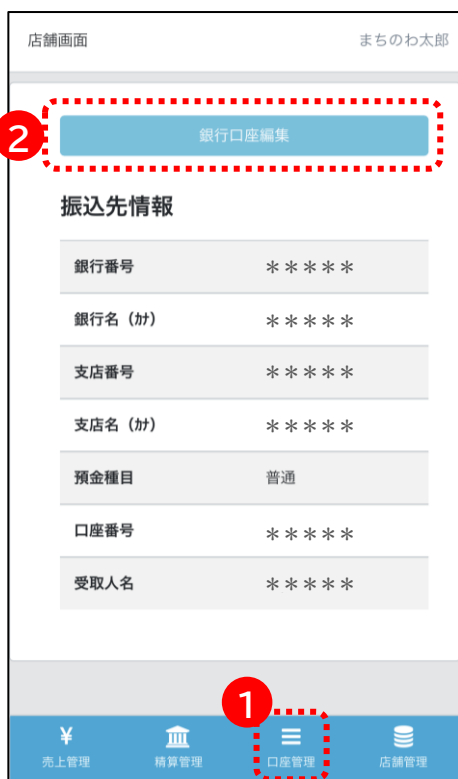 店舗画面 まちのわ太郎
2
銀行口座編集
振込先情報
銀行番号 *****
銀行名（ｶﾅ） *****
支店番号 *****
支店名（ｶﾅ） *****
預金種目 普通
口座番号 *****
受取人名 *****
1
¥
売上管理 精算管理 口座管理 店舗管理